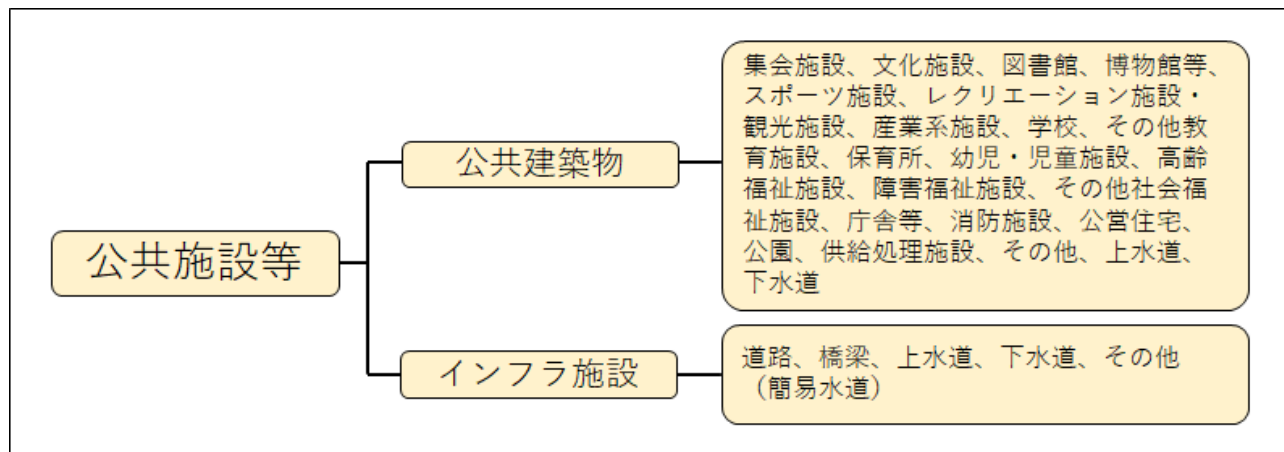 公共施設等
公共建築物
集会施設、文化施設、図書館、博物館等、
スポーツ施設、レクリエーション施設・
観光施設、産業系施設、学校、その他教
育施設、保育所、幼児・児童施設、高齢
福祉施設、障害福祉施設、その他社会福
祉施設、庁舎等、消防施設、公営住宅、
公園、供給処理施設、その他、上水道、
下水道
インフラ施設
道路、橋梁、上水道、下水道、その他
（簡易水道）